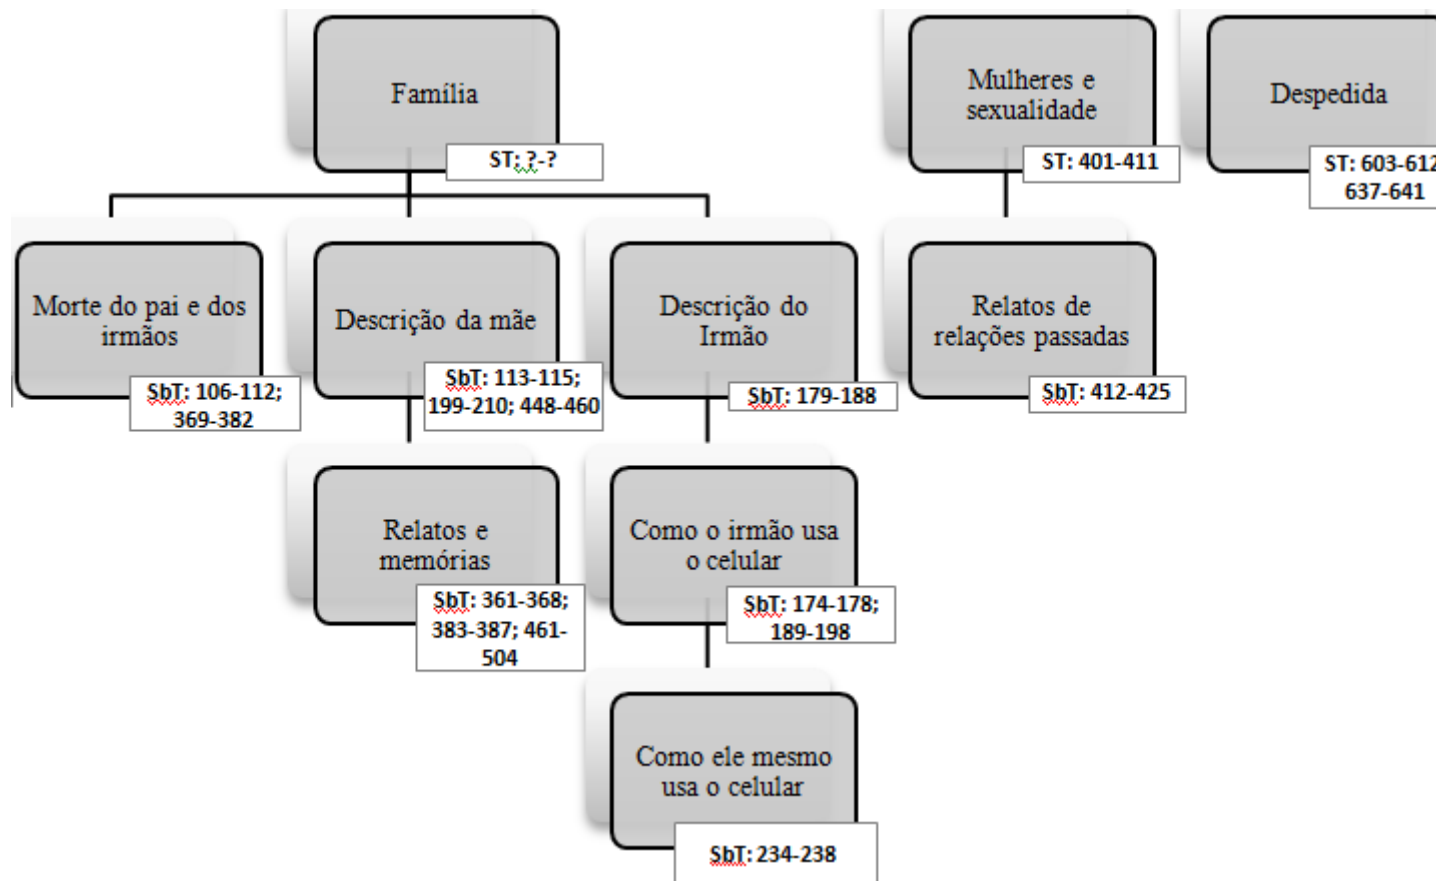 Família
ST: ?-?
Mulheres e
sexualidade
ST: 401-411
Despedida
ST: 603-612
637-641
Morte do pai e dos
irmãos
SbT: 106-112;
369-382
Descrição da mãe
SbT: 113-115;
199-210; 448-460
Descrição do
Irmão
SbT: 179-188
Relatos de
relações passadas
SbT: 412-425
Relatos e
memórias
SbT: 361-368;
383-387; 461-
504
Como o irmão usa
o celular
SbT: 174-178;
189-198
Como ele mesmo
usa o celular
SbT: 234-238